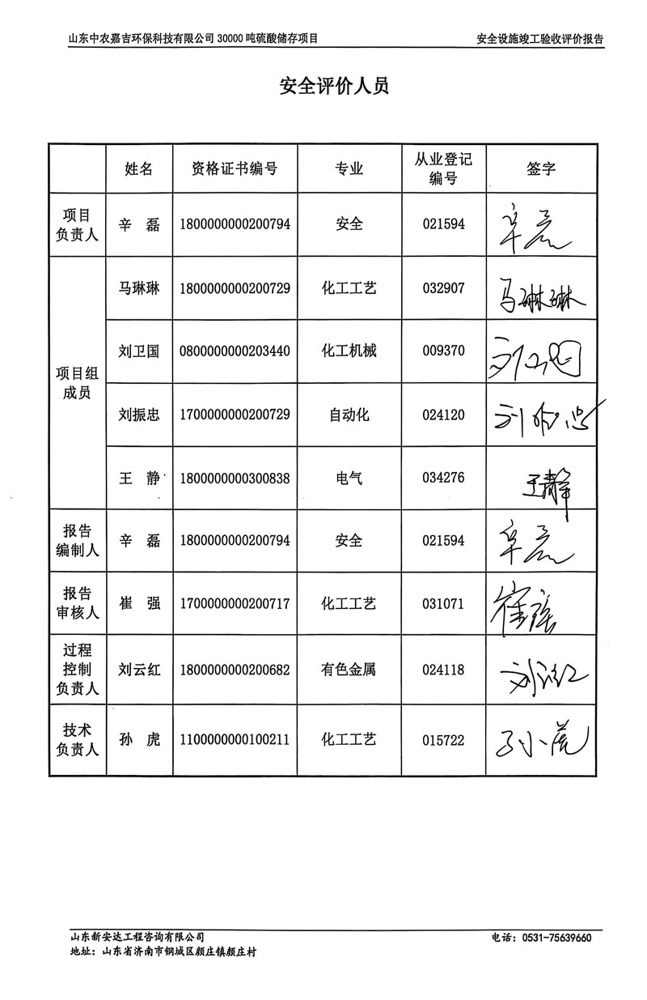 山东中农嘉吉环保科技有限公司30000吨硫酸储存项目 安全设施竣工验收评价报告
安全评价人员
姓名 资格证书编号 专业 从业登记编号 签字
项目负责人 辛 磊 1800000000200794 安全 021594 辛磊
项目组成员 马琳琳 1800000000200729 化工工艺 032907 马琳琳
刘卫国 0800000000203440 化工机械 009370 刘卫国
刘振忠 1700000000200729 自动化 024120 刘振忠
王 静 1800000000300838 电气 034276 王静
报告编制人 辛 磊 1800000000200794 安全 021594 辛磊
报告审核人 崔 强 1700000000200717 化工工艺 031071 崔强
过程控制负责人 刘云红 1800000000200682 有色金属 024118 刘云红
技术负责人 孙 虎 1100000000100211 化工工艺 015722 孙虎
山东新安达工程咨询有限公司 电话：0531-75639660
地址：山东省济南市钢城区颜庄镇颜庄村